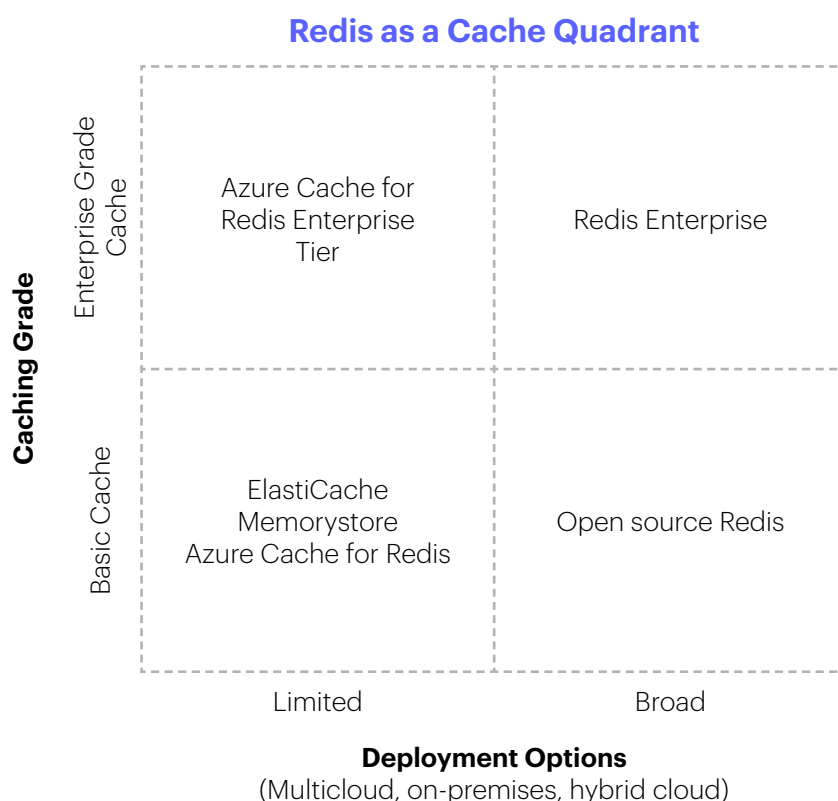 Redis as a Cache Quadrant
Caching Grade
Enterprise Grade
Cache
Azure Cache for
Redis Enterprise
Tier
Redis Enterprise
Basic Cache
ElastiCache
Memorystore
Azure Cache for Redis
Open source Redis
Limited
Broad
Deployment Options
(Multicloud, on-premises, hybrid cloud)